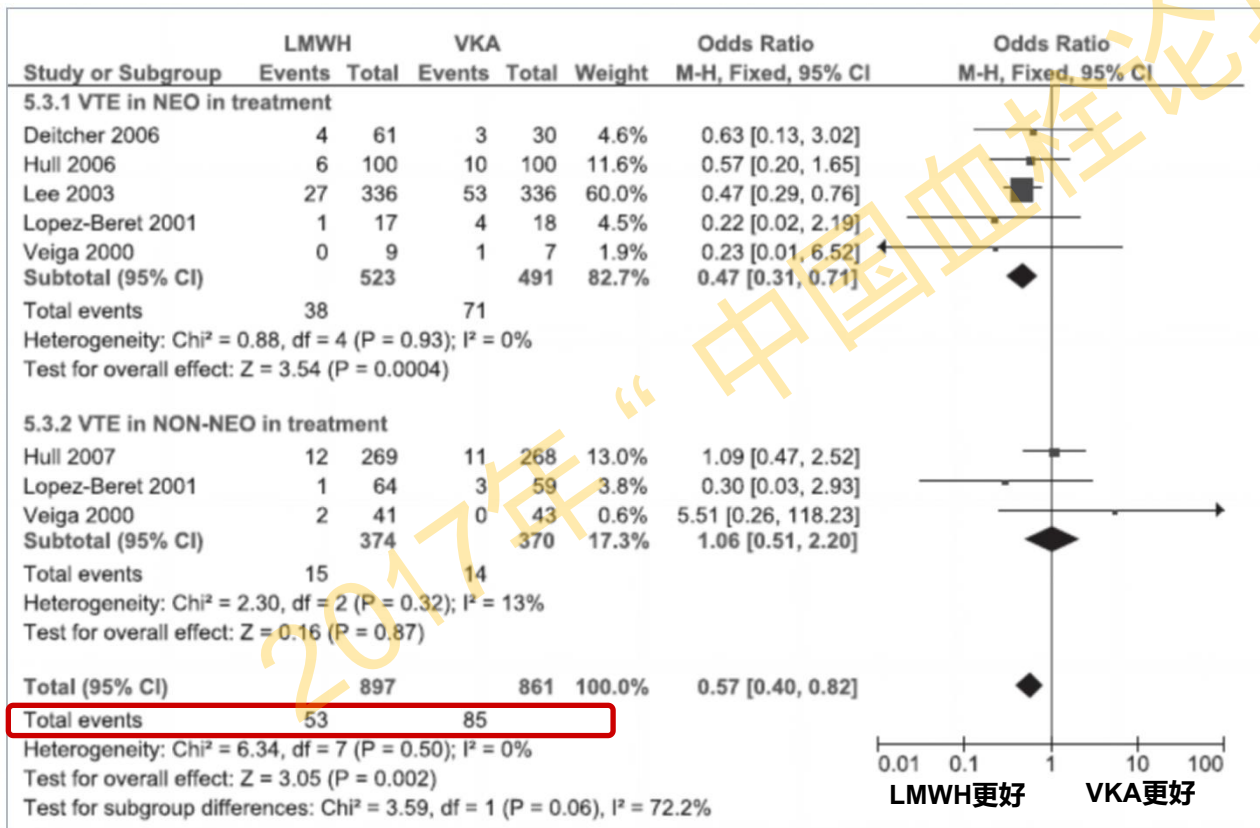 LMWH VKA Odds Ratio Odds Ratio
Study or Subgroup Events Total Events Total Weight M-H, Fixed, 95% CI M-H, Fixed, 95% CI
5.3.1 VTE in NEO in treatment
Deitcher 2006 4 61 3 30 4.6% 0.63 [0.13, 3.02]
Hull 2006 6 100 10 100 11.6% 0.57 [0.20, 1.65]
Lee 2003 27 336 53 336 60.0% 0.47 [0.29, 0.76]
Lopez-Beret 2001 1 17 4 18 4.5% 0.22 [0.02, 2.19]
Veiga 2000 0 9 1 7 1.9% 0.23 [0.01, 6.52]
Subtotal (95% CI) 523 491 82.7% 0.47 [0.31, 0.71]
Total events 38 71
Heterogeneity: Chi² = 0.88, df = 4 (P = 0.93); I² = 0%
Test for overall effect: Z = 3.54 (P = 0.0004)
5.3.2 VTE in NON-NEO in treatment
Hull 2007 12 269 11 268 13.0% 1.09 [0.47, 2.52]
Lopez-Beret 2001 1 64 3 59 3.8% 0.30 [0.03, 2.93]
Veiga 2000 2 41 0 43 0.6% 5.51 [0.26, 118.23]
Subtotal (95% CI) 374 370 17.3% 1.06 [0.51, 2.20]
Total events 15 14
Heterogeneity: Chi² = 2.30, df = 2 (P = 0.32); I² = 13%
Test for overall effect: Z = 0.16 (P = 0.87)
Total (95% CI) 897 861 100.0% 0.57 [0.40, 0.82]
Total events 53 85
Heterogeneity: Chi² = 6.34, df = 7 (P = 0.50); I² = 0%
Test for overall effect: Z = 3.05 (P = 0.002)
Test for subgroup differences: Chi² = 3.59, df = 1 (P = 0.06), I² = 72.2%
0.01 0.1 1 10 100
LMWH更好 VKA更好
2017年“中国血栓论